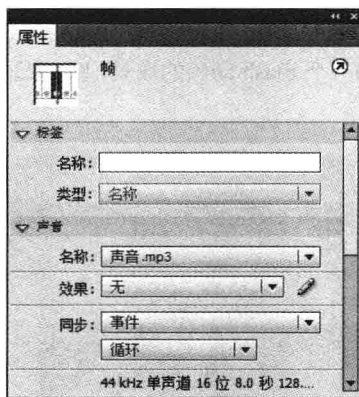 属性
帧
标签
名称:
类型: 名称
声音
名称: 声音.mp3
效果: 无
同步: 事件
循环
44 kHz 单声道 16 位 8.0 秒 128....